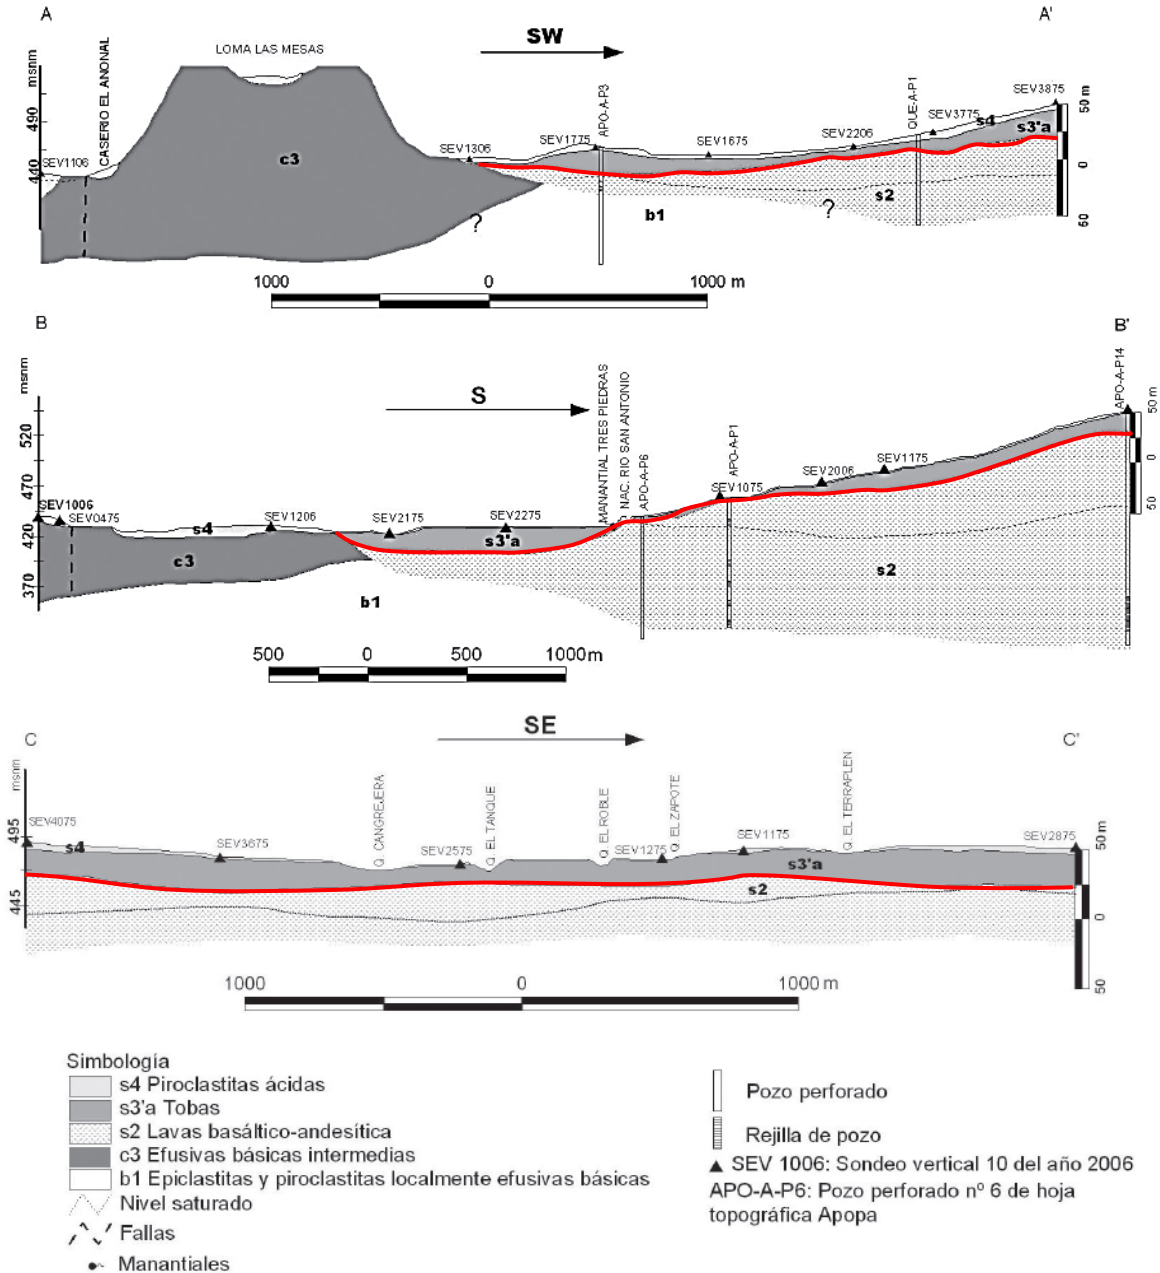 A
A'
SW
LOMA LAS MESAS
msnm
490
440
CASERIO EL ANONAL
SEV1106
c3
SEV1306
SEV1775
APO-A-P3
SEV1675
SEV2206
QUE-A-P1
SEV3775
s4
SEV3875
s3'a
50 m
0
50
s2
b1
?
?
1000 0 1000 m
B
B'
S
msnm
520
470
420
370
SEV1006
SEV0475
s4
SEV1206
SEV2175
SEV2275
MANANTIAL TRES PIEDRAS
NAC. RIO SAN ANTONIO
APO-A-P6
APO-A-P1
SEV1075
SEV2006
SEV1175
APO-A-P14
50 m
0
50
s3'a
c3
s2
b1
500 0 500 1000 m
C
C'
SE
msnm
495
445
SEV4075
s4
SEV3675
Q. CANGREJERA
SEV2575
Q. EL TANQUE
Q. EL ROBLE
SEV1275
Q. EL ZAPOTE
SEV1175
Q. EL TERRAPLEN
SEV2875
50 m
0
50
s3'a
s2
1000 0 1000 m
Simbología
s4 Piroclastitas ácidas
s3'a Tobas
s2 Lavas basáltico-andesítica
c3 Efusivas básicas intermedias
b1 Epiclastitas y piroclastitas localmente efusivas básicas
Nivel saturado
Fallas
Manantiales
Pozo perforado
Rejilla de pozo
SEV 1006: Sondeo vertical 10 del año 2006
APO-A-P6: Pozo perforado nº 6 de hoja
topográfica Apopa